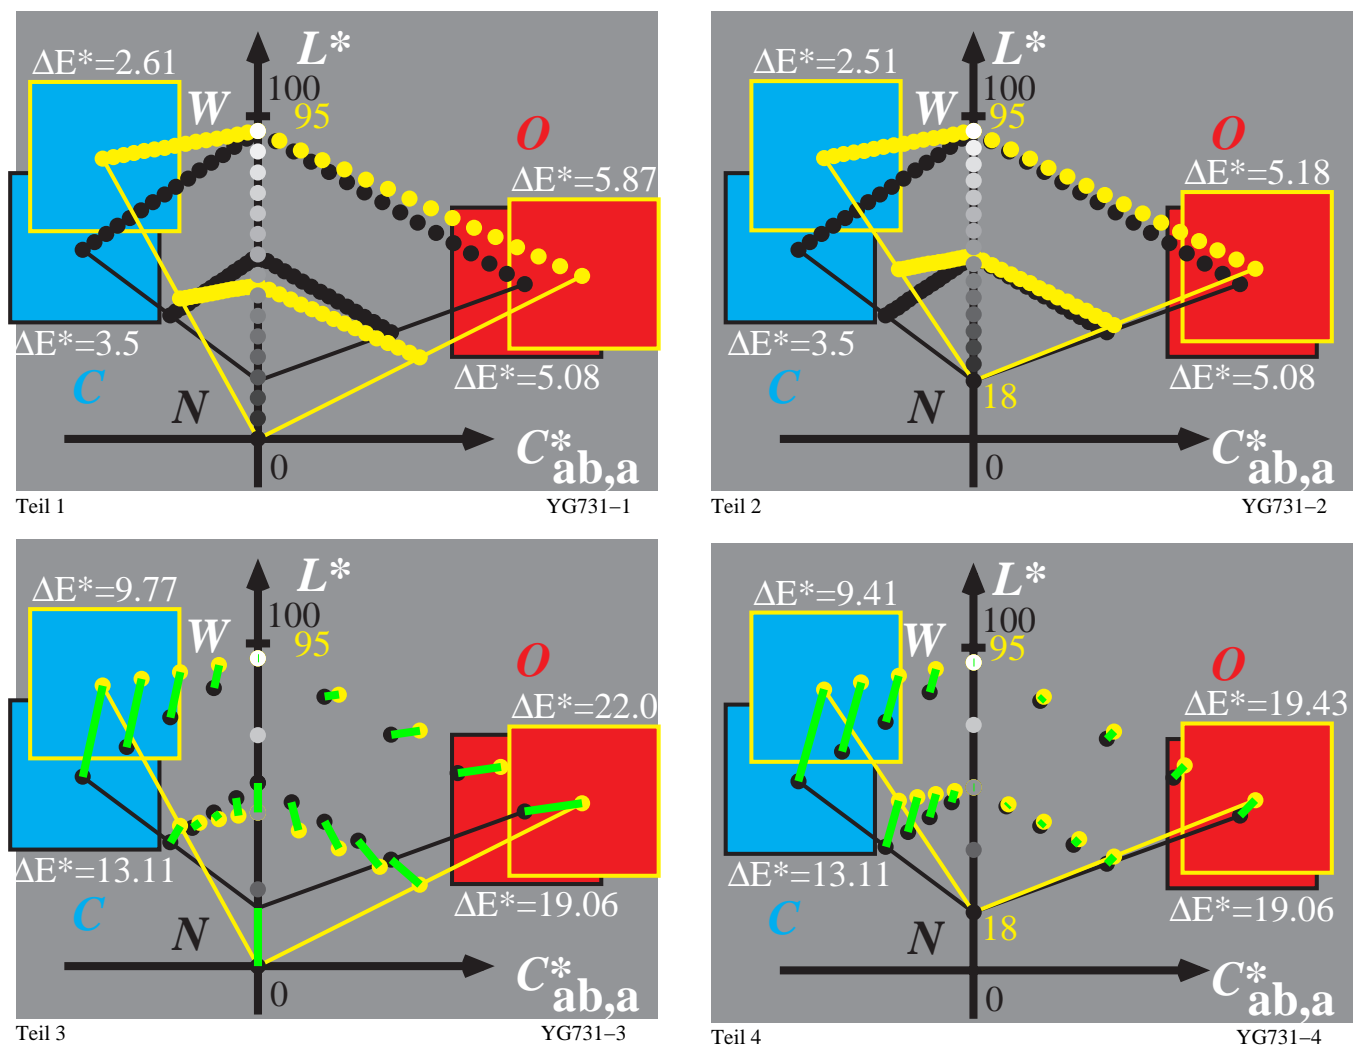 L*
ΔE*=2.61
100
W
95
O
ΔE*=5.87
ΔE*=3.5
ΔE*=5.08
C
N
C*ab,a
0
Teil 1
YG731−1
L*
ΔE*=2.51
100
W
95
O
ΔE*=5.18
ΔE*=3.5
ΔE*=5.08
C
18
N
C*ab,a
0
Teil 2
YG731−2
L*
ΔE*=9.77
100
W
95
O
ΔE*=22.0
ΔE*=13.11
ΔE*=19.06
C
N
C*ab,a
0
Teil 3
YG731−3
L*
ΔE*=9.41
100
W
95
O
ΔE*=19.43
ΔE*=13.11
ΔE*=19.06
C
18
N
C*ab,a
0
Teil 4
YG731−4